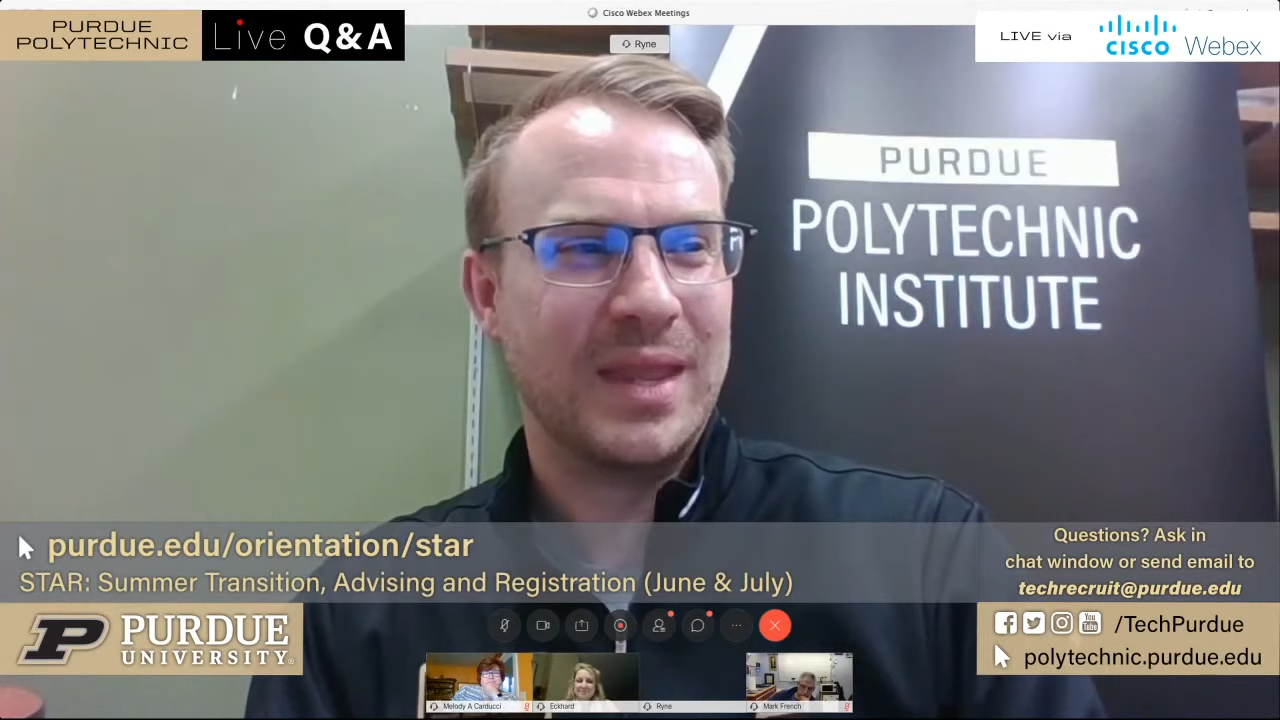 Cisco Webex Meetings
PURDUE
POLYTECHNIC
Live Q&A
LIVE via
CISCO Webex
Ryne
PURDUE
POLYTECHNIC
INSTITUTE
purdue.edu/orientation/star
STAR: Summer Transition, Advising and Registration (June & July)
Questions? Ask in
chat window or send email to
techrecruit@purdue.edu
P PURDUE
UNIVERSITY®
You
Tube
/TechPurdue
polytechnic.purdue.edu
Melody A Carducci
Eckhard
Ryne
Mark French